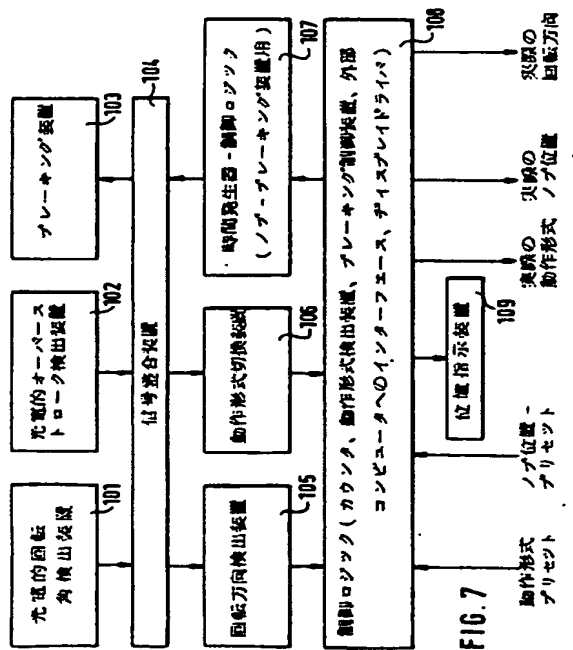 光電的回転
角検出装置
101
光電的オーバース
トローク検出装置
102
ブレーキング装置
103
信号整合装置
104
回転方向検出装置
105
動作形式切換装置
106
時間発生器-制御ロジック
(ノブ-ブレーキング装置用)
107
制御ロジック(カウンタ、動作形式検出装置、ブレーキング制御装置、外部
コンピュータへのインターフェース、ディスプレイドライバ)
108
位置指示装置
109
動作形式
プリセット
ノブ位置-
プリセット
実際の
動作形式
実際の
ノブ位置
実際の
回転方向
FIG.7